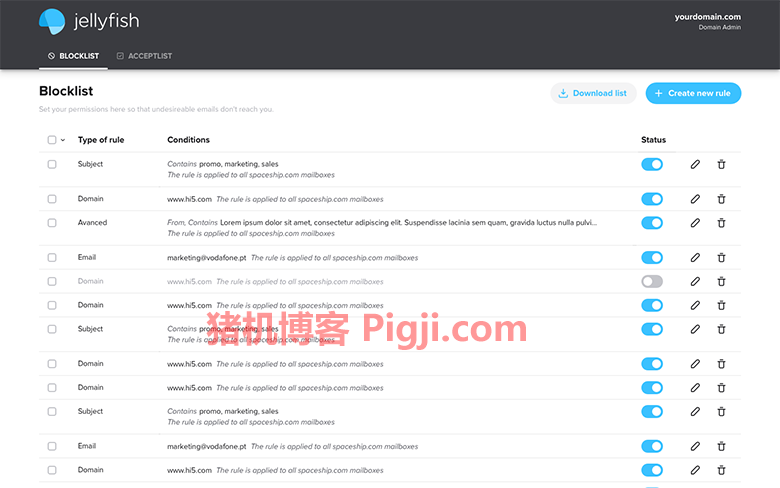 jellyfish
yourdomain.com
Domain Admin
BLOCKLIST
ACCEPTLIST
Blocklist
Set your permissions here so that undesireable emails don't reach you.
Download list
+ Create new rule
Type of rule Conditions Status
Subject Contains promo, marketing, sales
The rule is applied to all spaceship.com mailboxes
Domain www.hi5.com The rule is applied to all spaceship.com mailboxes
Avanced From, Contains Lorem ipsum dolor sit amet, consectetur adipiscing elit. Suspendisse lacinia sem quam, gravida luctus nulla pulvi...
The rule is applied to all spaceship.com mailboxes
Email marketing@vodafone.pt The rule is applied to all spaceship.com mailboxes
Domain www.hi5.com The rule is applied to all spaceship.com mailboxes
Domain www.hi5.com The rule is applied to all spaceship.com mailboxes
Subject Contains promo, marketing, sales
The rule is applied to all spaceship.com mailboxes
猪机博客 Pigji.com
Domain www.hi5.com The rule is applied to all spaceship.com mailboxes
Domain www.hi5.com The rule is applied to all spaceship.com mailboxes
Subject Contains promo, marketing, sales
The rule is applied to all spaceship.com mailboxes
Email marketing@vodafone.pt The rule is applied to all spaceship.com mailboxes
Domain www.hi5.com The rule is applied to all spaceship.com mailboxes